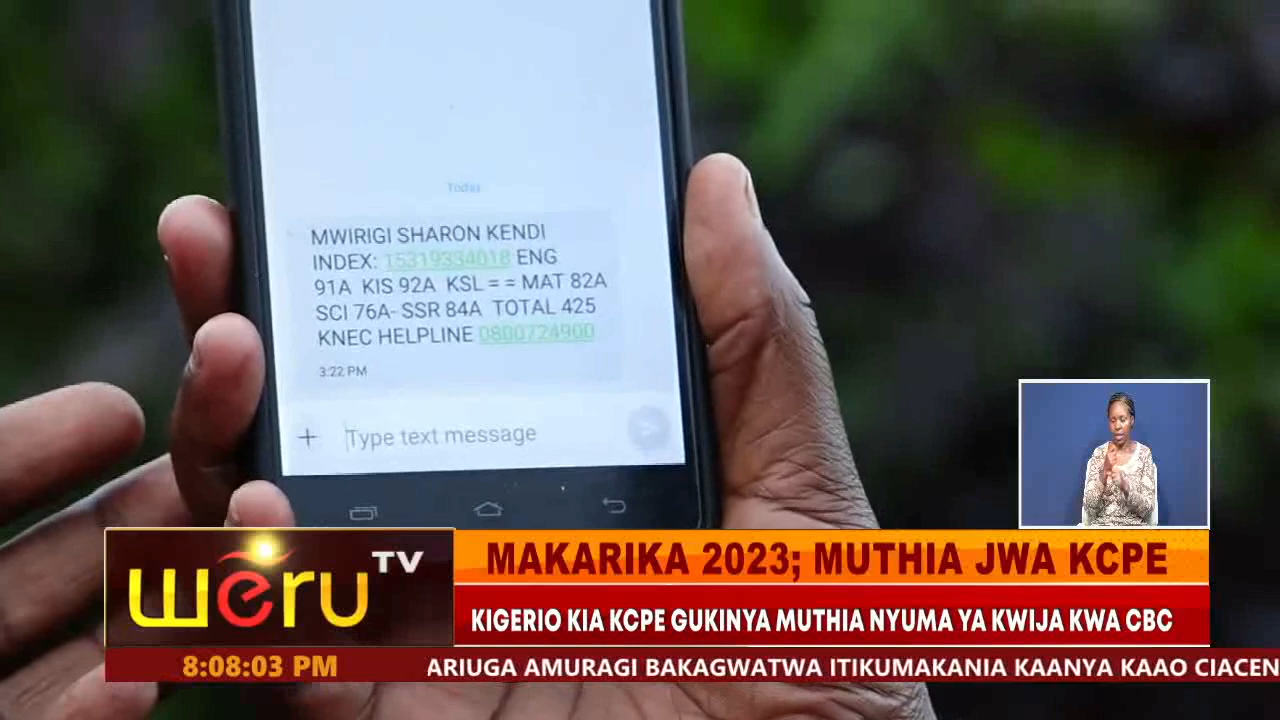 Today
MWIRIGI SHARON KENDI
INDEX: 15319334018 ENG
91A KIS 92A KSL = = MAT 82A
SCI 76A- SSR 84A TOTAL 425
KNEC HELPLINE 0800724900
3:22 PM
Type text message
weru TV
MAKARIKA 2023; MUTHIA JWA KCPE
KIGERIO KIA KCPE GUKINYA MUTHIA NYUMA YA KWIJA KWA CBC
8:08:03 PM
ARIUGA AMURAGI BAKAGWATWA ITIKUMAKANIA KAANYA KAAO CIACEN